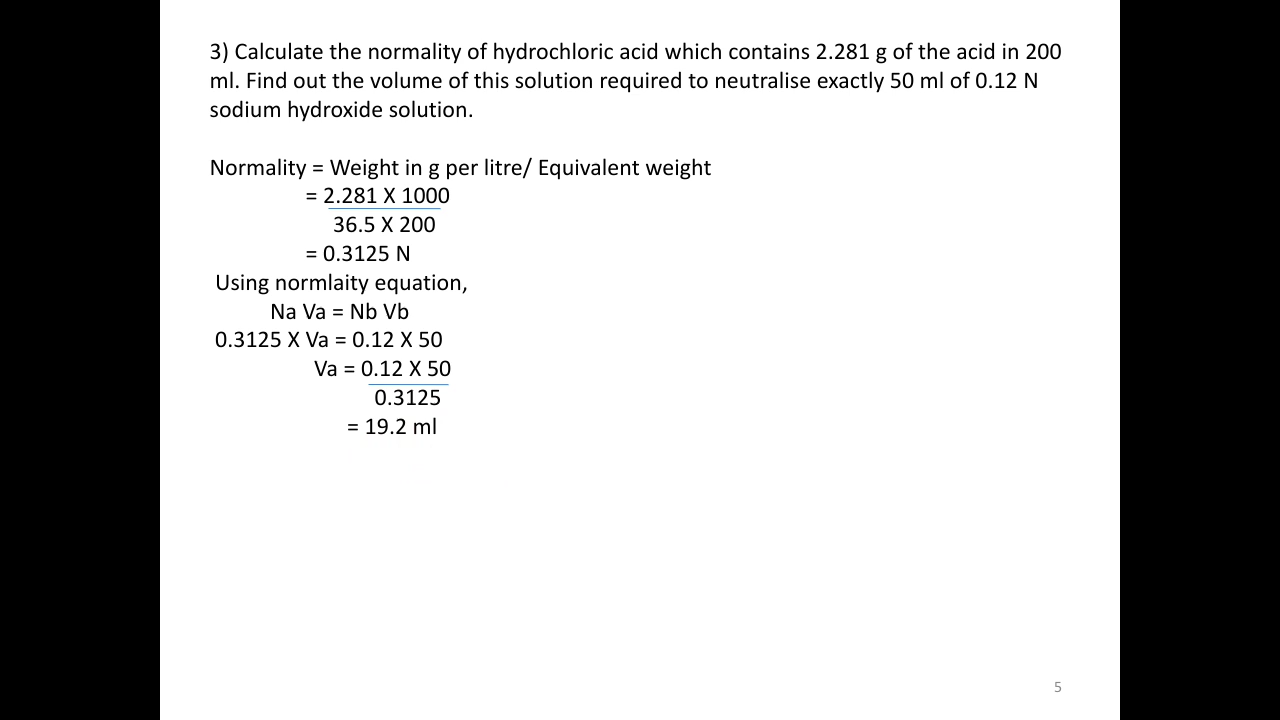 3) Calculate the normality of hydrochloric acid which contains 2.281 g of the acid in 200
ml. Find out the volume of this solution required to neutralise exactly 50 ml of 0.12 N
sodium hydroxide solution.
Normality = Weight in g per litre/ Equivalent weight
= 2.281 X 1000
36.5 X 200
= 0.3125 N
Using normlaity equation,
Na Va = Nb Vb
0.3125 X Va = 0.12 X 50
Va = 0.12 X 50
0.3125
= 19.2 ml
5